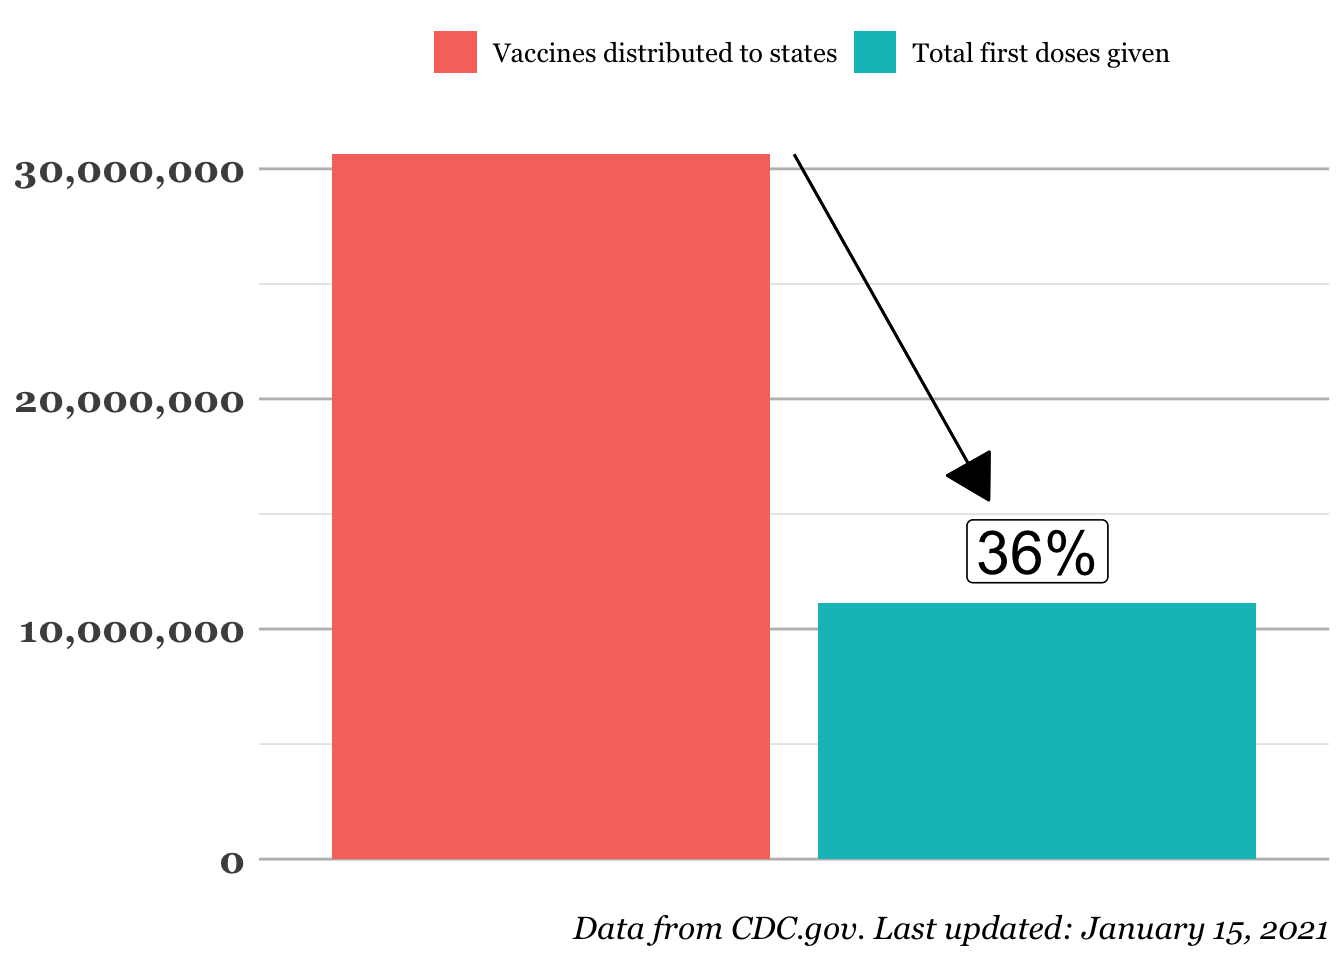 Vaccines distributed to states Total first doses given
30,000,000
20,000,000
36%
10,000,000
0
Data from CDC.gov. Last updated: January 15, 2021